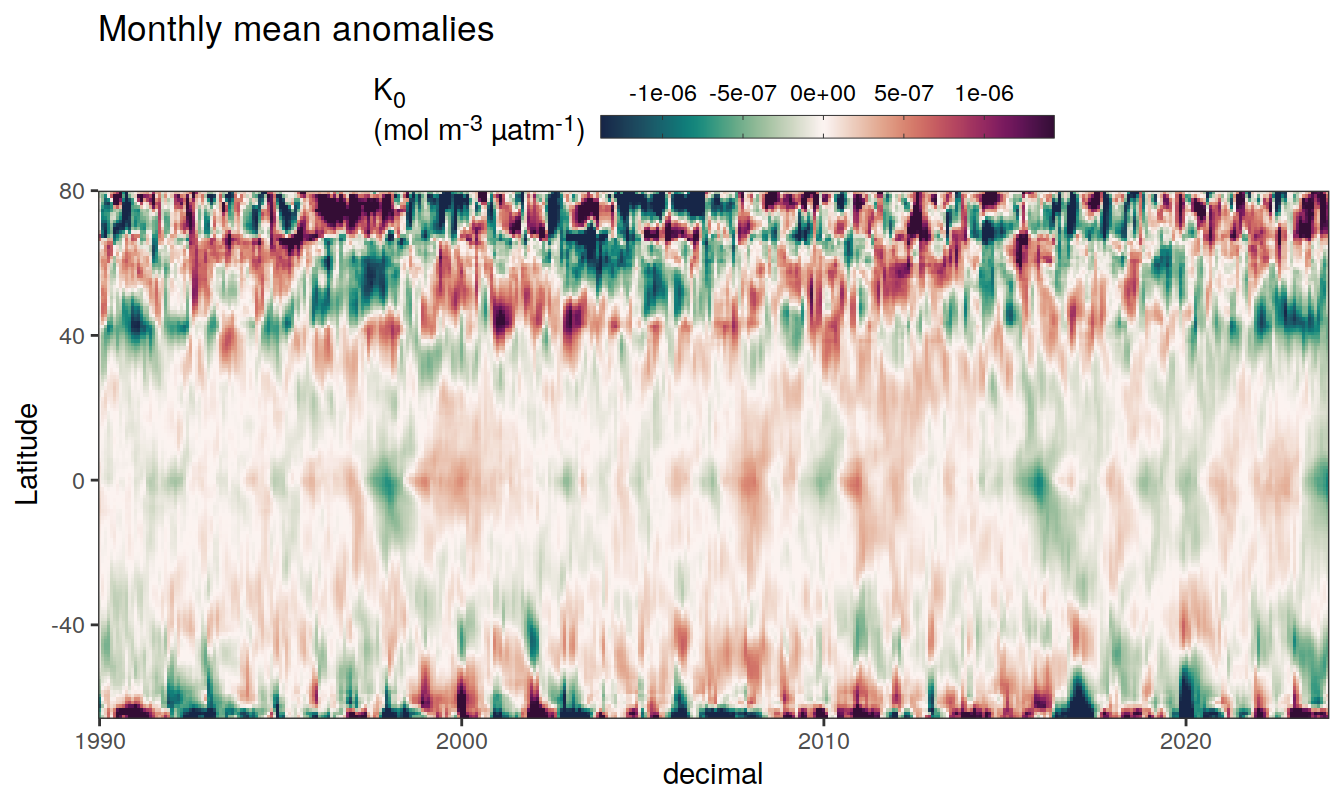 Monthly mean anomalies
K₀
(mol m⁻³ µatm⁻¹)
-1e-06 -5e-07 0e+00 5e-07 1e-06
Latitude
80
40
0
-40
1990 2000 2010 2020
decimal